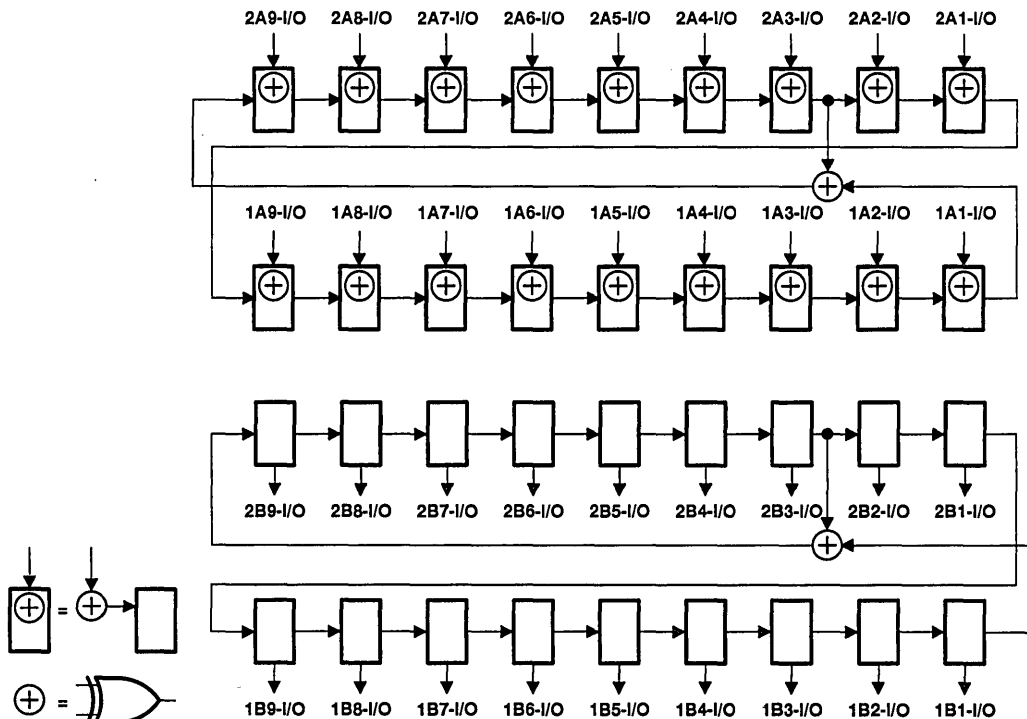 2A9-I/O 2A8-I/O 2A7-I/O 2A6-I/O 2A5-I/O 2A4-I/O 2A3-I/O 2A2-I/O 2A1-I/O
1A9-I/O 1A8-I/O 1A7-I/O 1A6-I/O 1A5-I/O 1A4-I/O 1A3-I/O 1A2-I/O 1A1-I/O
2B9-I/O 2B8-I/O 2B7-I/O 2B6-I/O 2B5-I/O 2B4-I/O 2B3-I/O 2B2-I/O 2B1-I/O
=
=
1B9-I/O 1B8-I/O 1B7-I/O 1B6-I/O 1B5-I/O 1B4-I/O 1B3-I/O 1B2-I/O 1B1-I/O